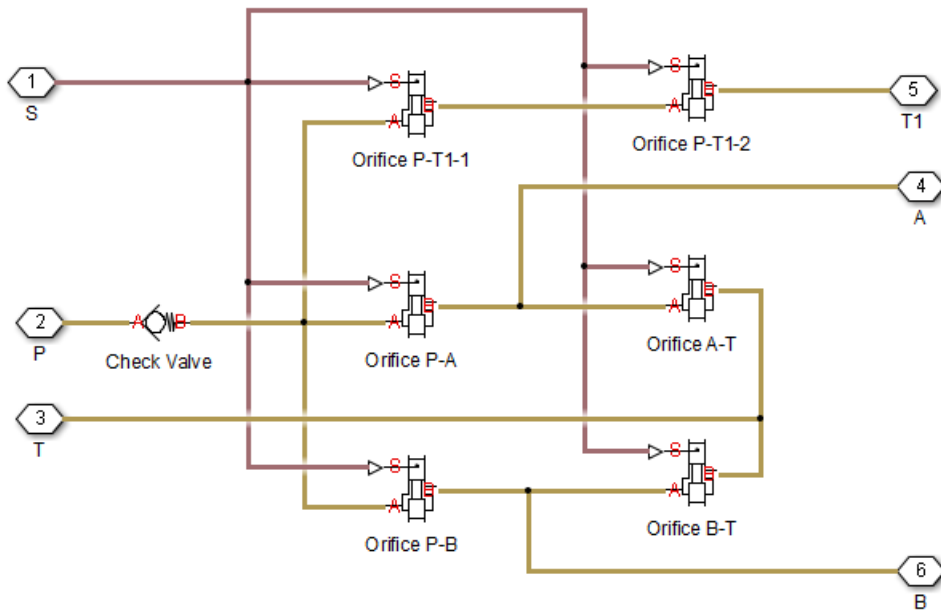 1
S
S
A
B
Orifice P-T1-1
S
A
B
Orifice P-T1-2
5
T1
4
A
2
P
A
B
Check Valve
S
A
B
Orifice P-A
S
A
B
Orifice A-T
3
T
S
A
B
Orifice P-B
S
A
B
Orifice B-T
6
B